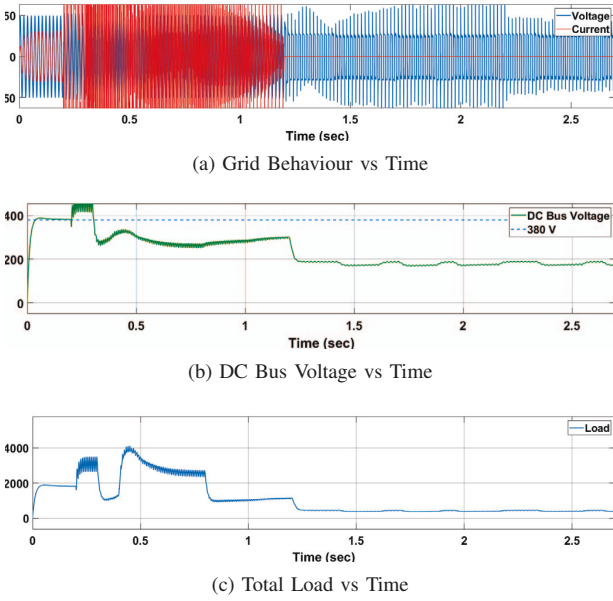 Voltage
Current
50
0
50
0
0.5
1
1.5
2
2.5
Time (sec)
(a) Grid Behaviour vs Time
400
200
0
DC Bus Voltage
380 V
0
0.5
1
1.5
2
2.5
Time (sec)
(b) DC Bus Voltage vs Time
4000
2000
0
Load
0
0.5
1
1.5
2
2.5
Time (sec)
(c) Total Load vs Time